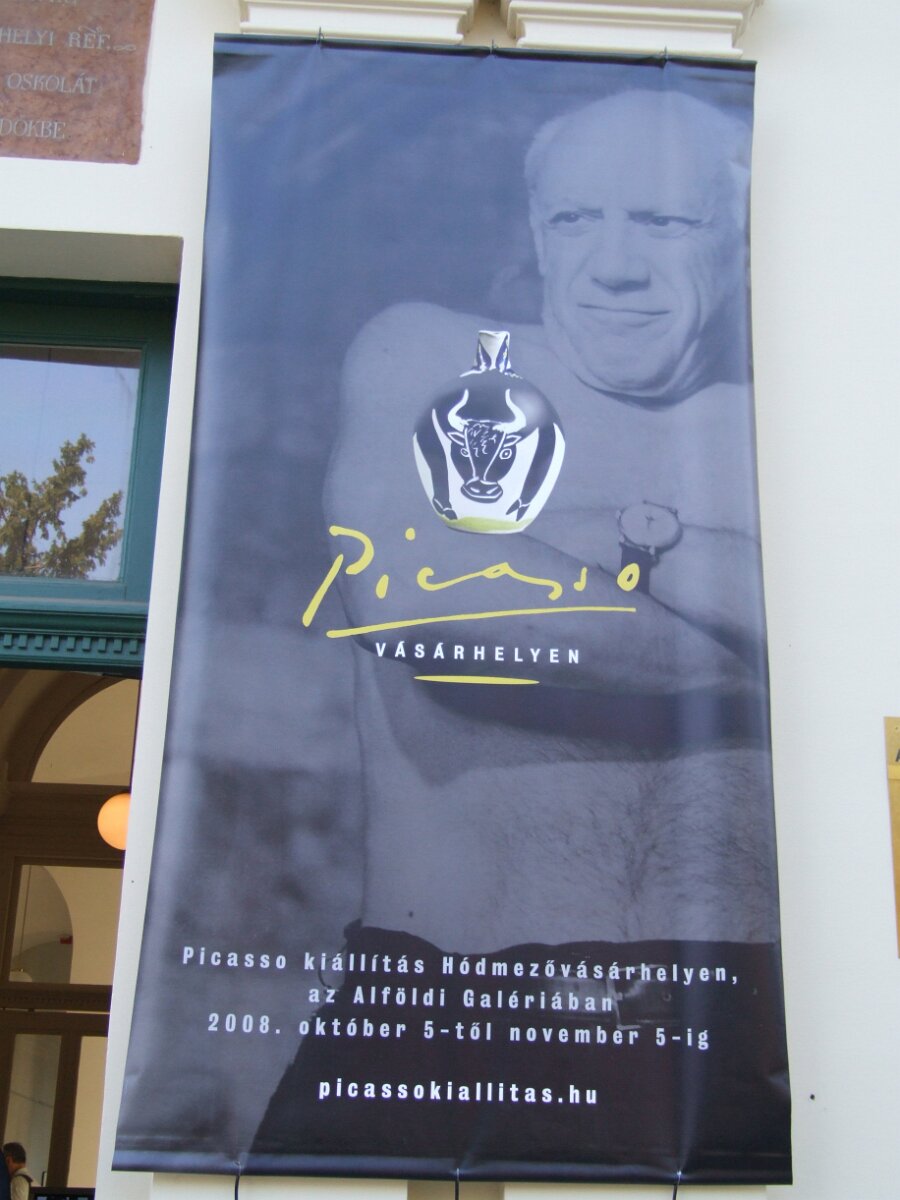 HELYI REF.
OSKOLÁT
Picasso
VÁSÁRHELYEN
Picasso kiállítás Hódmezővásárhelyen,
az Alföldi Galériában
2008. október 5-től november 5-ig
picassokiallitas.hu